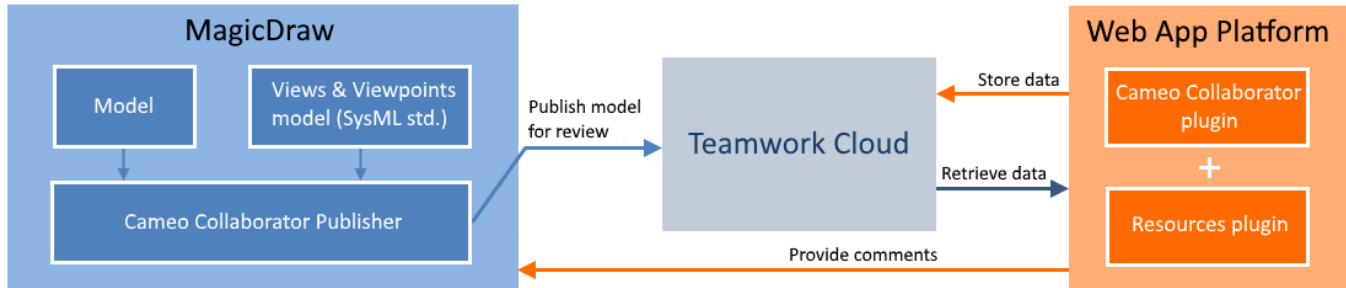 MagicDraw
Model
Views & Viewpoints
model (SysML std.)
Cameo Collaborator Publisher
Publish model
for review
Teamwork Cloud
Store data
Retrieve data
Provide comments
Web App Platform
Cameo Collaborator
plugin
+
Resources plugin